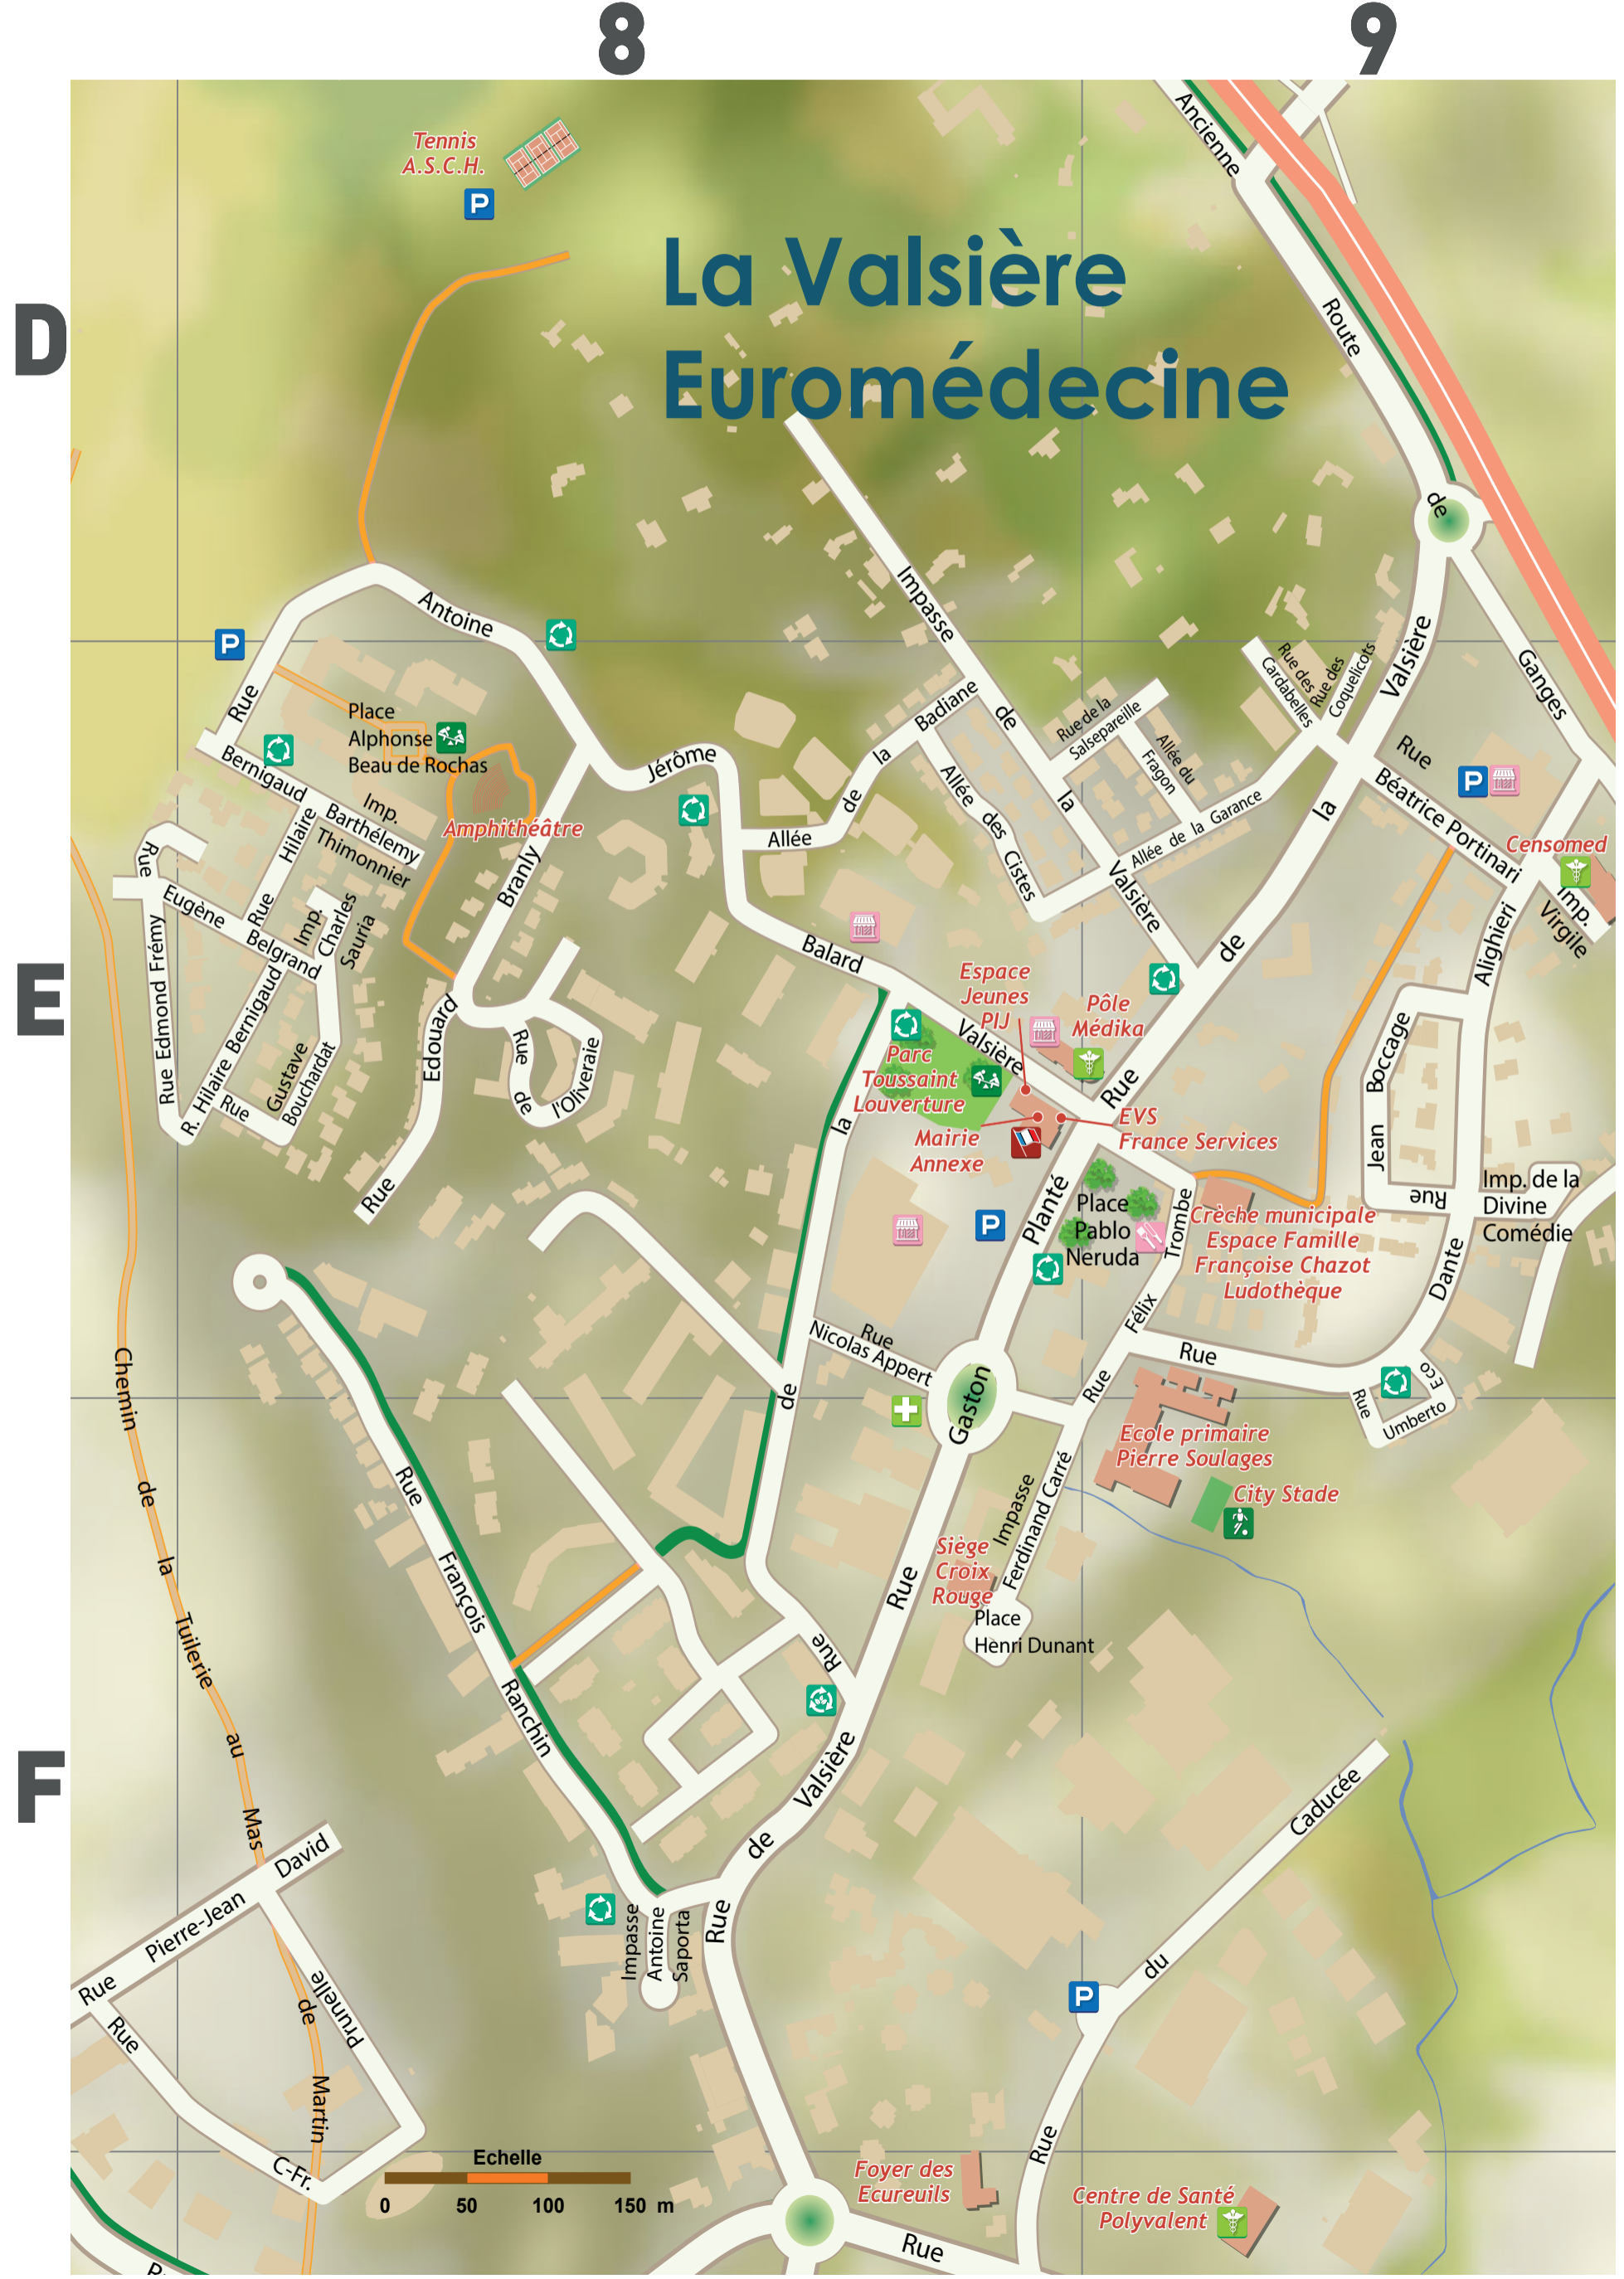 8
9
D
E
F
La Valsière
Euromédecine
Tennis
A.S.C.H.
P
Ancienne
Route
de
Ganges
Antoine
P
Rue
Place
Alphonse
Beau de Rochas
Bernigaud
Imp.
Barthélemy
Thimonnier
Hilaire
Rue
Amphithéâtre
Branly
Edouard
Rue
Jérôme
Balard
Allée
de
la
Badiane
Impasse
de
la
Valsière
Allée des Cistes
Rue de la
Salsepareille
Allée du
Fragon
Allée de la Garance
Rue des
Gardabelles
Rue des
Coquelicots
Valsière
la
de
Rue
Rue
Béatrice Portinari
P
Censomed
Imp.
Virgile
Rue
Eugène
Belgrand
Imp.
Charles
Sauria
Rue Edmond Frémy
R. Hilaire Bernigaud
Rue
Gustave
Bouchardat
Rue
de
l'Oliveraie
Espace
Jeunes
PIJ
Pôle
Médika
Valsière
Parc
Toussaint
Louverture
Mairie
Annexe
EVS
France Services
Alighieri
Jean Boccage
Rue
Imp. de la
Divine
Comédie
Dante
P
Planté
Place
Pablo
Neruda
Trombe
Félix
Rue
Crèche municipale
Espace Famille
Françoise Chazot
Ludothèque
la
de
Rue
Nicolas Appert
Gaston
Rue
Rue
Umberto
Eco
Ecole primaire
Pierre Soulages
City Stade
Impasse
Ferdinand Carré
Siège
Croix
Rouge
Place
Henri Dunant
Rue
Rue
Valsière
de
Rue
Rue
François
Ranchin
Chemin
de
la
Tuilerie
au
Mas
de
Martin
Rue Pierre-Jean David
Rue
C-Fr.
Prunelle
Impasse
Antoine
Saporta
Rue
du
Caducée
P
Echelle
0 50 100 150 m
Foyer des
Ecureuils
Centre de Santé
Polyvalent
Rue